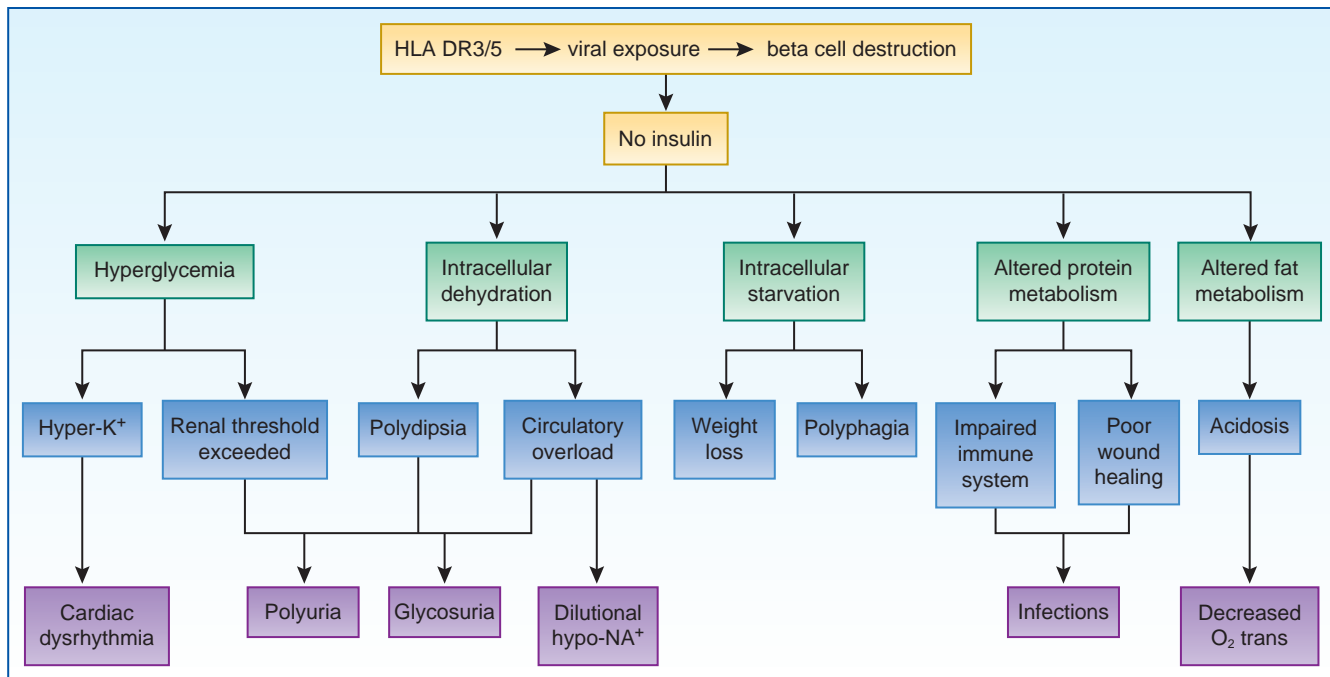 HLA DR3/5 → viral exposure → beta cell destruction
No insulin
Hyperglycemia
Intracellular
dehydration
Intracellular
starvation
Altered protein
metabolism
Altered fat
metabolism
Hyper-K⁺
Renal threshold
exceeded
Polydipsia
Circulatory
overload
Weight
loss
Polyphagia
Impaired
immune
system
Poor
wound
healing
Acidosis
Cardiac
dysrhythmia
Polyuria
Glycosuria
Dilutional
hypo-NA⁺
Infections
Decreased
O₂ trans